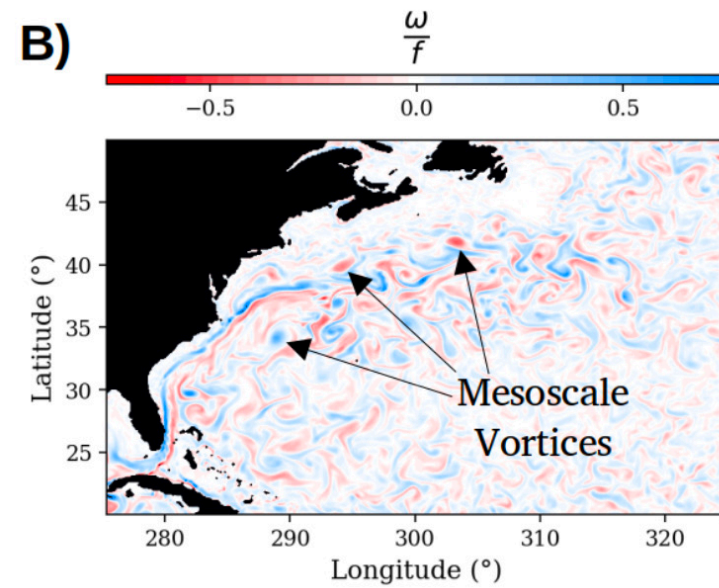 B)
ω
f
−0.5 0.0 0.5
45
40
35
30
25
Latitude (°)
Mesoscale
Vortices
280 290 300 310 320
Longitude (°)